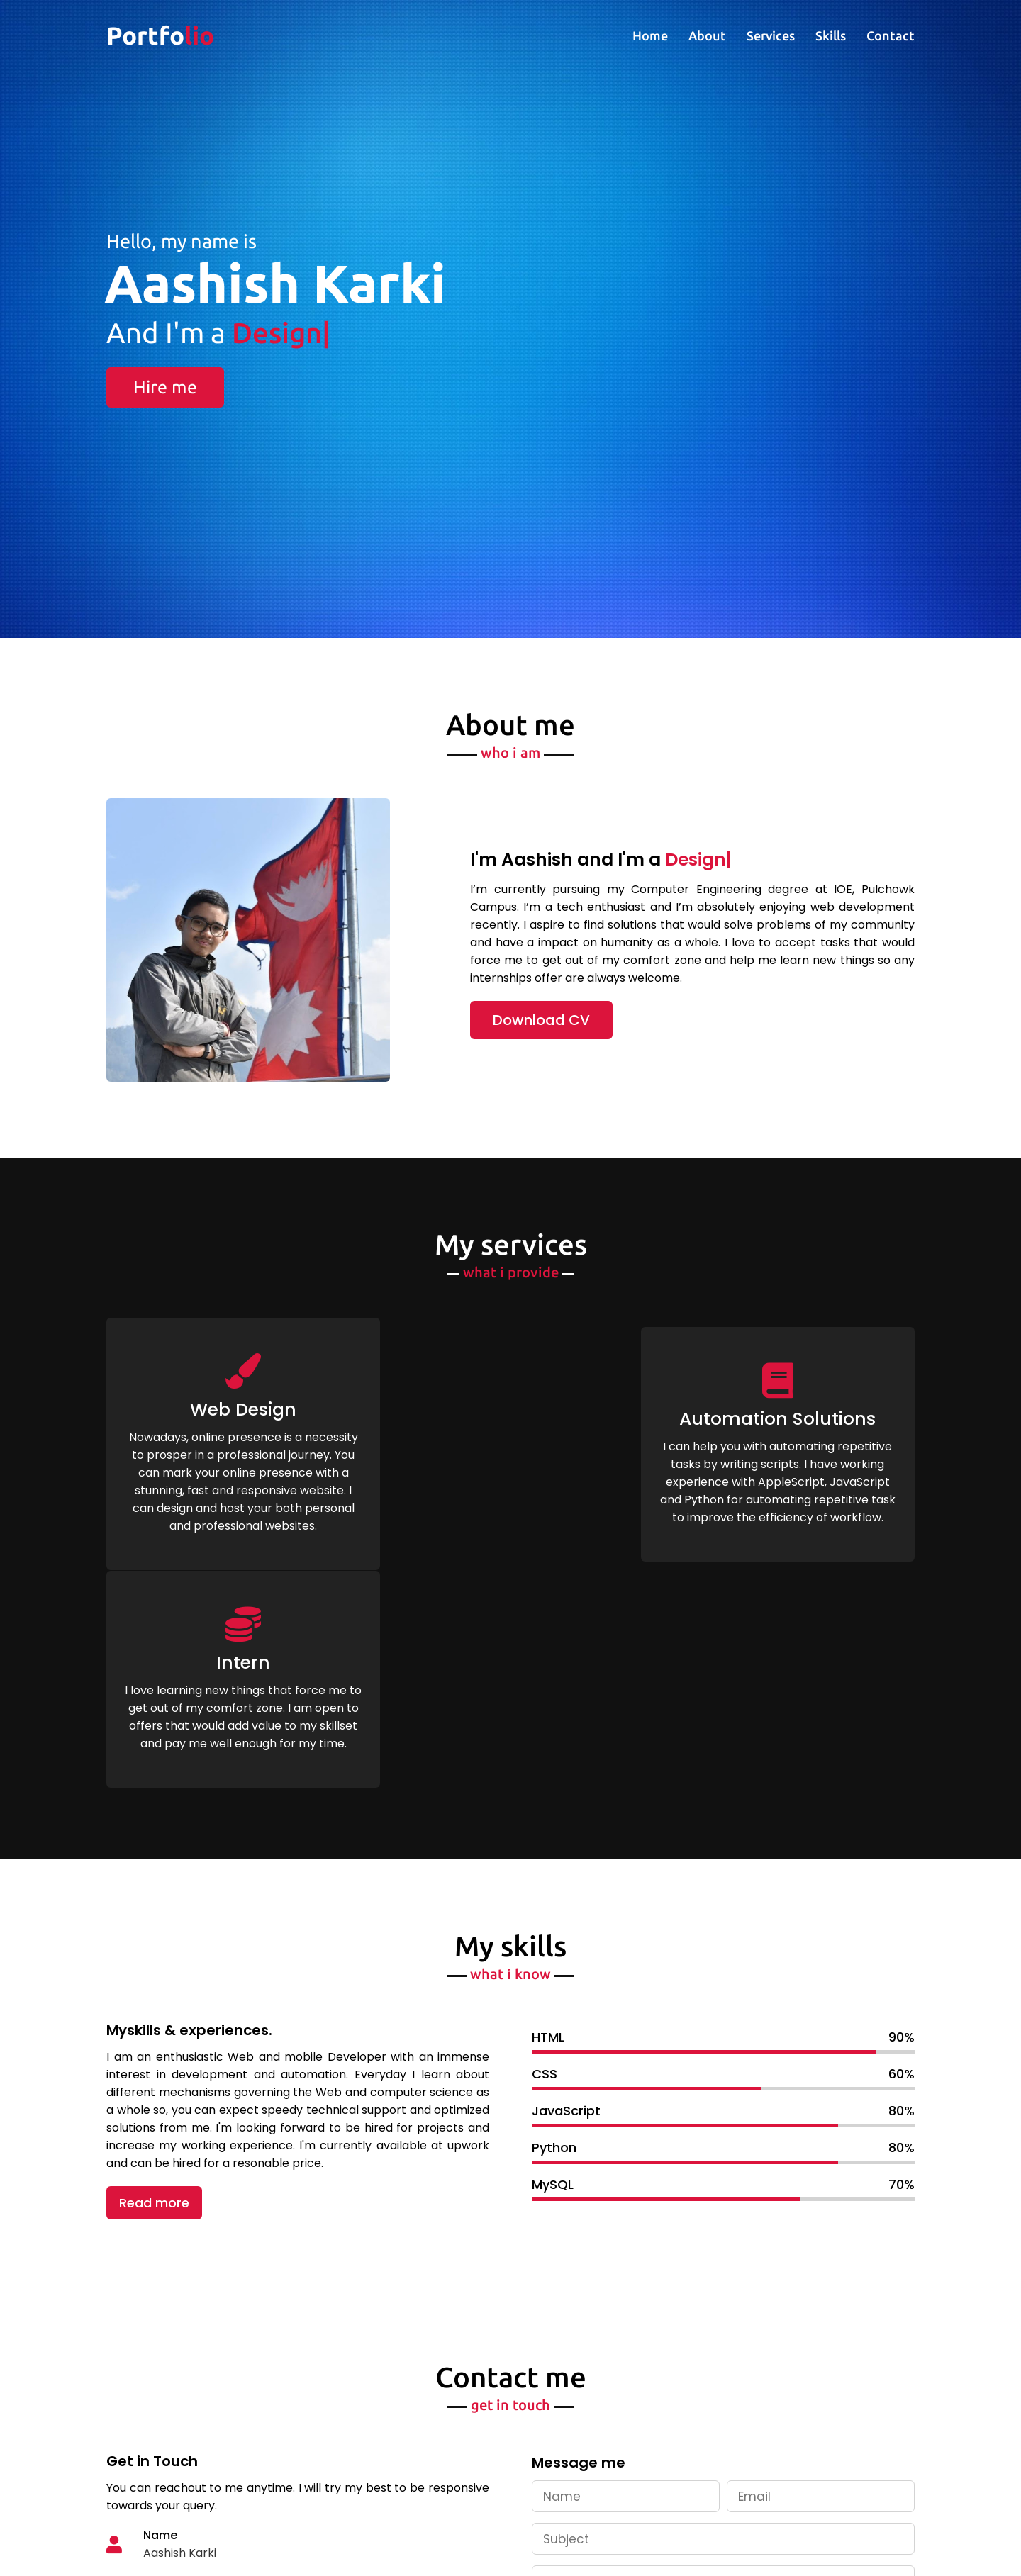 Portfolio
Home About Services Skills Contact
Hello, my name is
Aashish Karki
And I'm a Design|
Hire me
About me
who i am
I'm Aashish and I'm a Design|
I'm currently pursuing my Computer Engineering degree at IOE, Pulchowk
Campus. I'm a tech enthusiast and I'm absolutely enjoying web development
recently. I aspire to find solutions that would solve problems of my community
and have a impact on humanity as a whole. I love to accept tasks that would
force me to get out of my comfort zone and help me learn new things so any
internships offer are always welcome.
Download CV
My services
what i provide
Web Design
Nowadays, online presence is a necessity
to prosper in a professional journey. You
can mark your online presence with a
stunning, fast and responsive website. I
can design and host your both personal
and professional websites.
Automation Solutions
I can help you with automating repetitive
tasks by writing scripts. I have working
experience with AppleScript, JavaScript
and Python for automating repetitive task
to improve the efficiency of workflow.
Intern
I love learning new things that force me to
get out of my comfort zone. I am open to
offers that would add value to my skillset
and pay me well enough for my time.
My skills
what i know
Myskills & experiences.
I am an enthusiastic Web and mobile Developer with an immense
interest in development and automation. Everyday I learn about
different mechanisms governing the Web and computer science as
a whole so, you can expect speedy technical support and optimized
solutions from me. I'm looking forward to be hired for projects and
increase my working experience. I'm currently available at upwork
and can be hired for a resonable price.
Read more
HTML 90%
CSS 60%
JavaScript 80%
Python 80%
MySQL 70%
Contact me
get in touch
Get in Touch
You can reachout to me anytime. I will try my best to be responsive
towards your query.
Name
Aashish Karki
Message me
Name Email
Subject